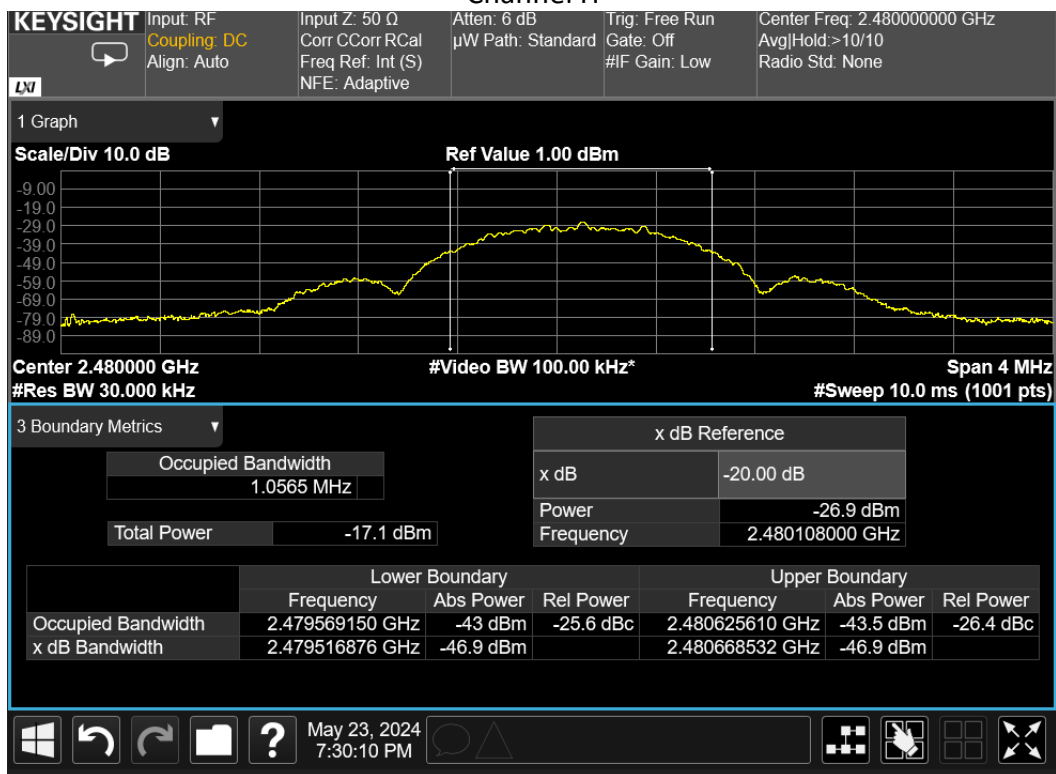 KEYSIGHT Input: RF Input Z: 50 Ω Atten: 6 dB Trig: Free Run Center Freq: 2.480000000 GHz
Coupling: DC Corr CCorr RCal µW Path: Standard Gate: Off Avg|Hold:>10/10
Align: Auto Freq Ref: Int (S) #IF Gain: Low Radio Std: None
LXI NFE: Adaptive
1 Graph
Scale/Div 10.0 dB Ref Value 1.00 dBm
-9.00
-19.0
-29.0
-39.0
-49.0
-59.0
-69.0
-79.0
-89.0
Center 2.480000 GHz #Video BW 100.00 kHz* Span 4 MHz
#Res BW 30.000 kHz #Sweep 10.0 ms (1001 pts)
3 Boundary Metrics
x dB Reference
Occupied Bandwidth
1.0565 MHz
x dB -20.00 dB
Power -26.9 dBm
Total Power -17.1 dBm
Frequency 2.480108000 GHz
Lower Boundary Upper Boundary
Frequency Abs Power Rel Power Frequency Abs Power Rel Power
Occupied Bandwidth 2.479569150 GHz -43 dBm -25.6 dBc 2.480625610 GHz -43.5 dBm -26.4 dBc
x dB Bandwidth 2.479516876 GHz -46.9 dBm 2.480668532 GHz -46.9 dBm
? May 23, 2024
7:30:10 PM